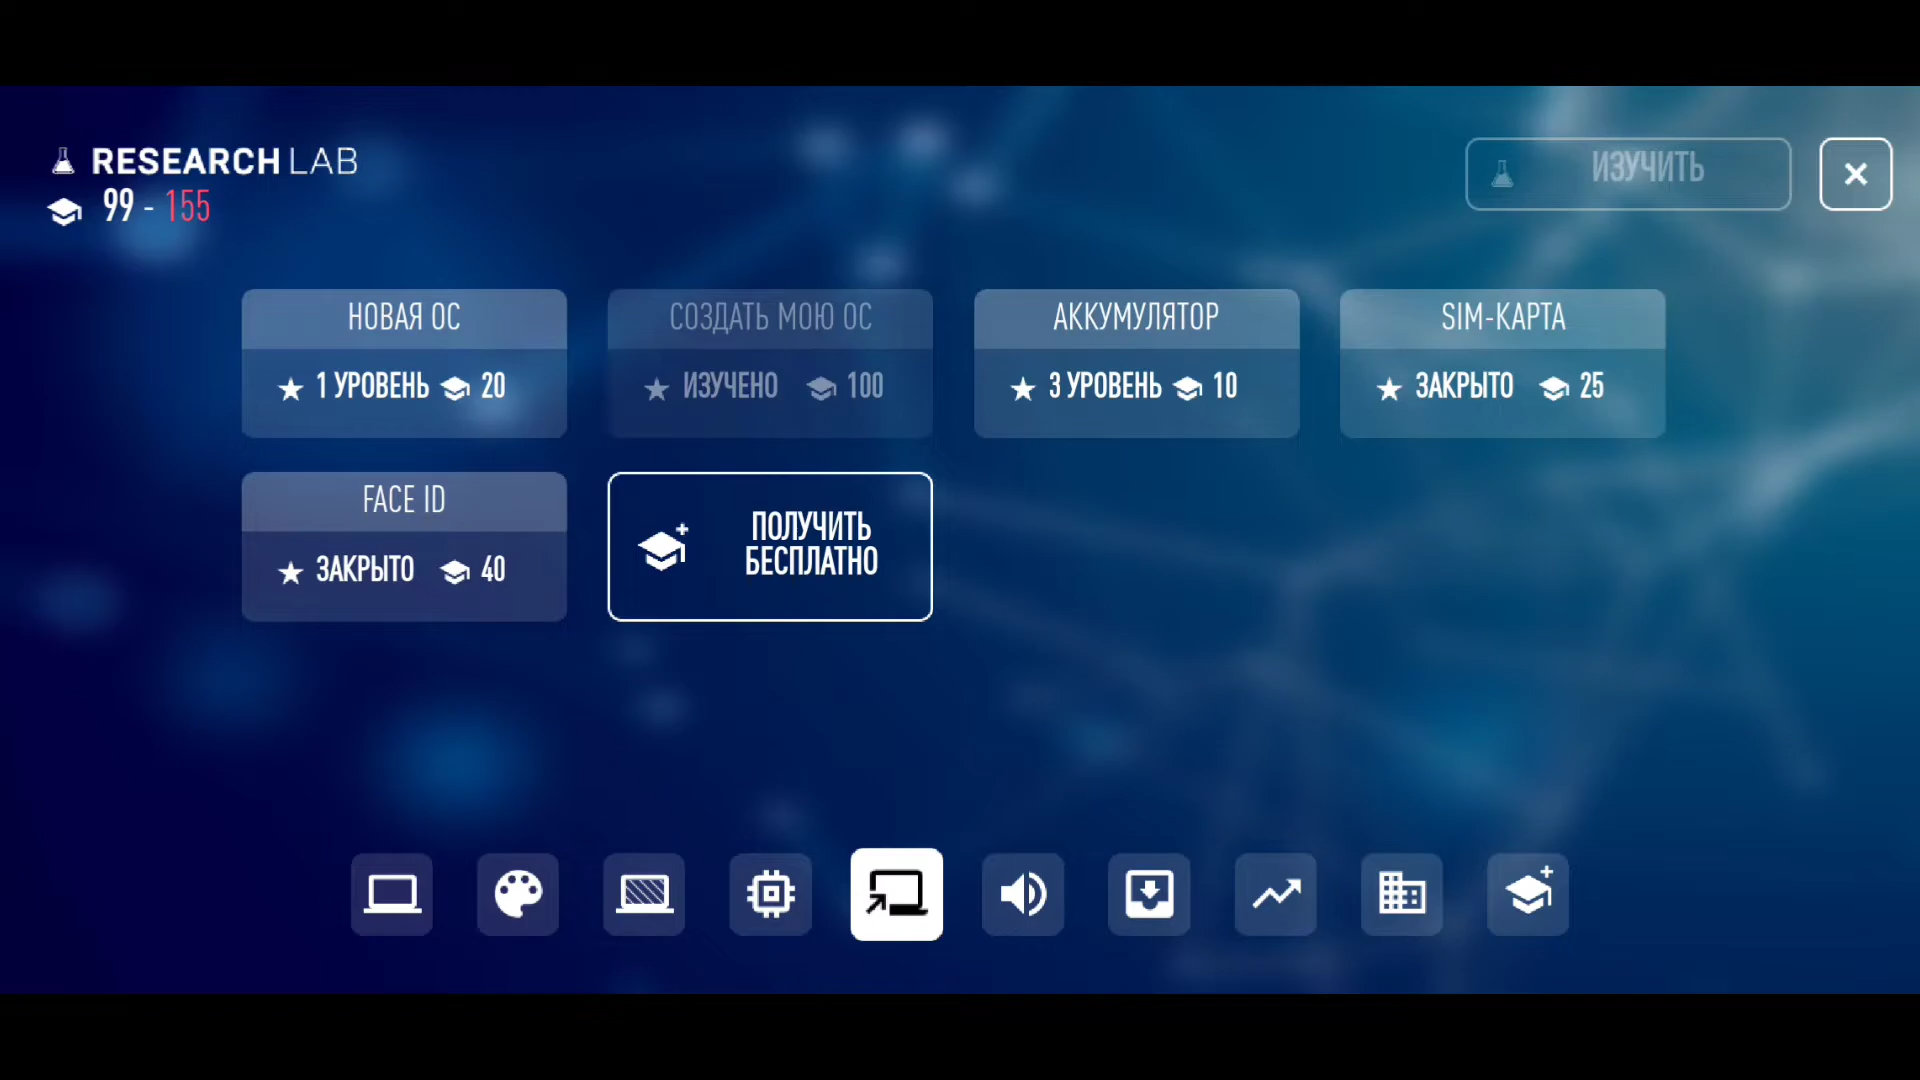 RESEARCH LAB
99 - 155
ИЗУЧИТЬ
НОВАЯ ОС
1 УРОВЕНЬ 20
СОЗДАТЬ МОЮ ОС
ИЗУЧЕНО 100
АККУМУЛЯТОР
3 УРОВЕНЬ 10
SIM-КАРТА
ЗАКРЫТО 25
FACE ID
ЗАКРЫТО 40
ПОЛУЧИТЬ
БЕСПЛАТНО